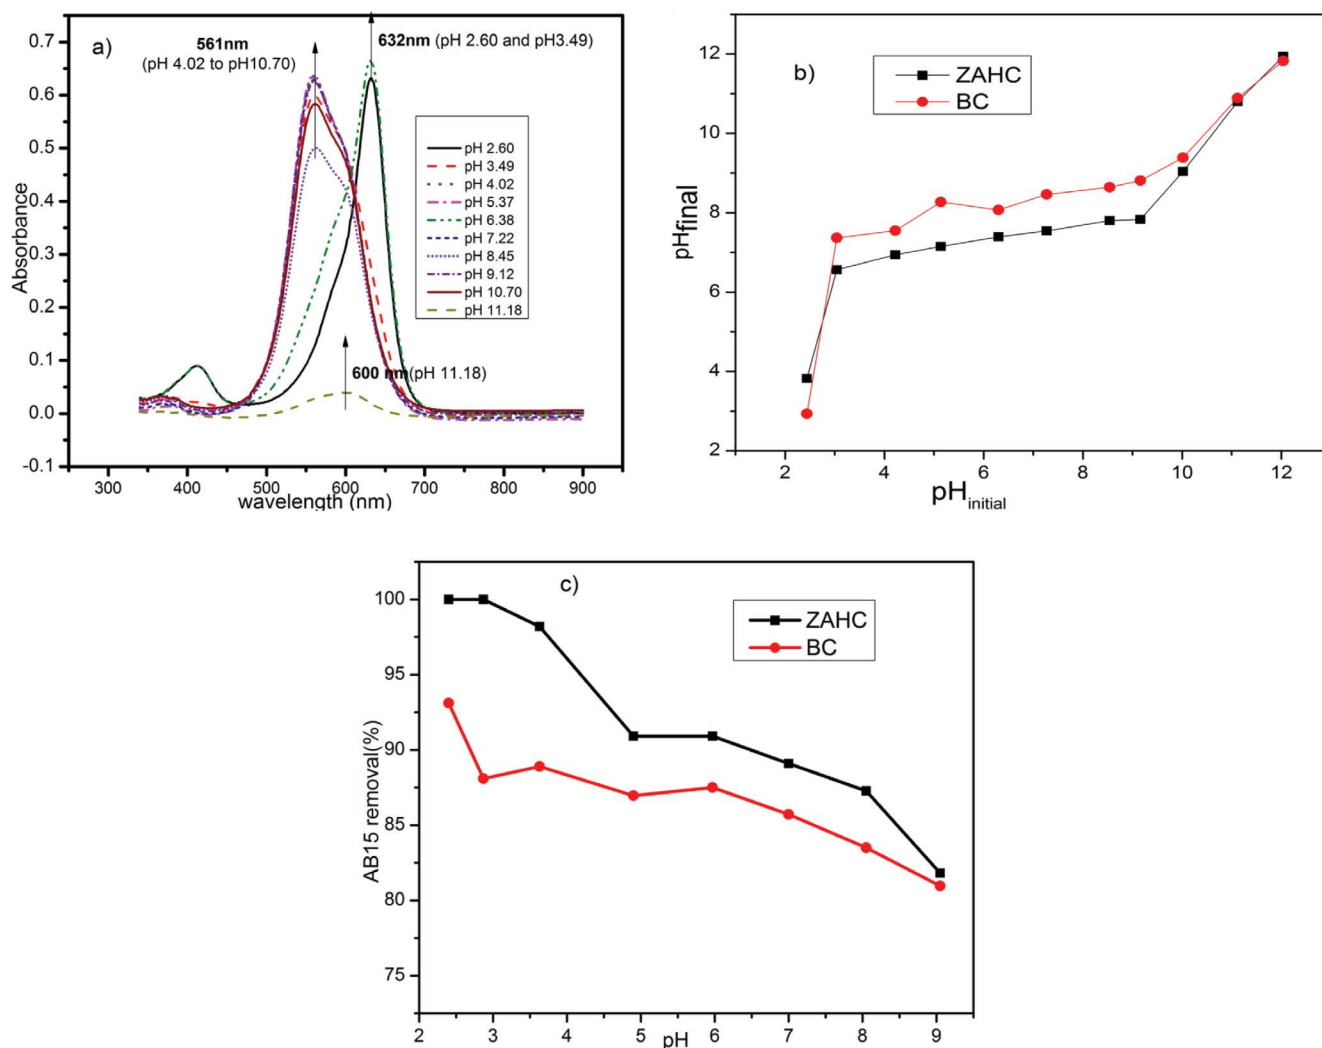 a)
561nm
(pH 4.02 to pH10.70)
632nm (pH 2.60 and pH3.49)
0.7
0.6
0.5
0.4
0.3
0.2
0.1
0.0
-0.1
Absorbance
pH 2.60
pH 3.49
pH 4.02
pH 5.37
pH 6.38
pH 7.22
pH 8.45
pH 9.12
pH 10.70
pH 11.18
600 nm(pH 11.18)
300 400 500 600 700 800 900
wavelength (nm)
b)
ZAHC
BC
12
10
8
6
4
2
pHfinal
2 4 6 8 10 12
pHinitial
c)
ZAHC
BC
100
95
90
85
80
75
AB15 removal(%)
2 3 4 5 6 7 8 9
pH